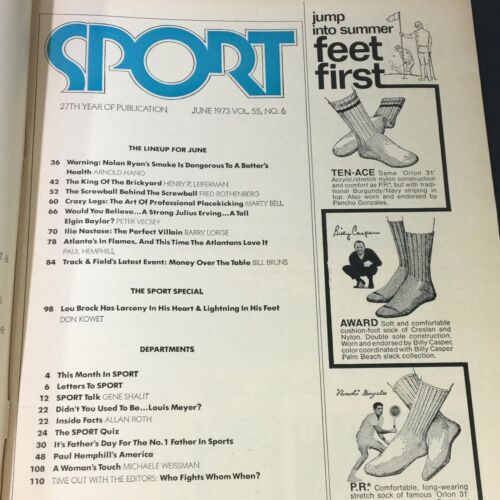 SPORT
27TH YEAR OF PUBLICATION
JUNE 1973 VOL. 55, NO. 6
THE LINEUP FOR JUNE
36 Warning: Nolan Ryan's Smoke Is Dangerous To A Batter's
Health ARNOLD HANO
42 The King Of The Brickyard HENRY P. LEIFERMAN
52 The Screwball Behind The Screwball FRED ROTHENBERG
60 Crazy Legs: The Art Of Professional Placekicking MARTY BELL
66 Would You Believe...A Strong Julius Erving...A Tall
Elgin Baylor? PETER VECSEY
70 Ilie Nastase: The Perfect Villain BARRY LORGE
78 Atlanta's In Flames, And This Time The Atlantans Love It
PAUL HEMPHILL
84 Track & Field's Latest Event: Money Over The Table BILL BRUNS
THE SPORT SPECIAL
98 Lou Brock Has Larceny In His Heart & Lightning In His Feet
DON KOWET
DEPARTMENTS
4 This Month In SPORT
6 Letters To SPORT
12 SPORT Talk GENE SHALIT
22 Didn't You Used To Be...Louis Meyer?
22 Inside Facts ALLAN ROTH
24 The SPORT Quiz
30 It's Father's Day For The No. 1 Father In Sports
48 Paul Hemphill's America
108 A Woman's Touch MICHAELE WEISSMAN
110 TIME OUT WITH THE EDITORS: Who Fights Whom When?
jump
into summer
feet
first
TEN-ACE Same 'Orlon 31'
Acrylic/stretch nylon construction
and comfort as P.R.*, but with tradi-
tional Burgundy/Navy striping in
top. Also worn and endorsed by
Pancho Gonzales.
Billy Casper
AWARD Soft and comfortable
cushion-foot sock of Creslan and
Nylon. Double sole construction.
Worn and endorsed by Billy Casper,
color coordinated with Billy Casper
Palm Beach slack collection.
Pancho Gonzales
P.R.* Comfortable, long-wearing
stretch sock of famous 'Orlon 31